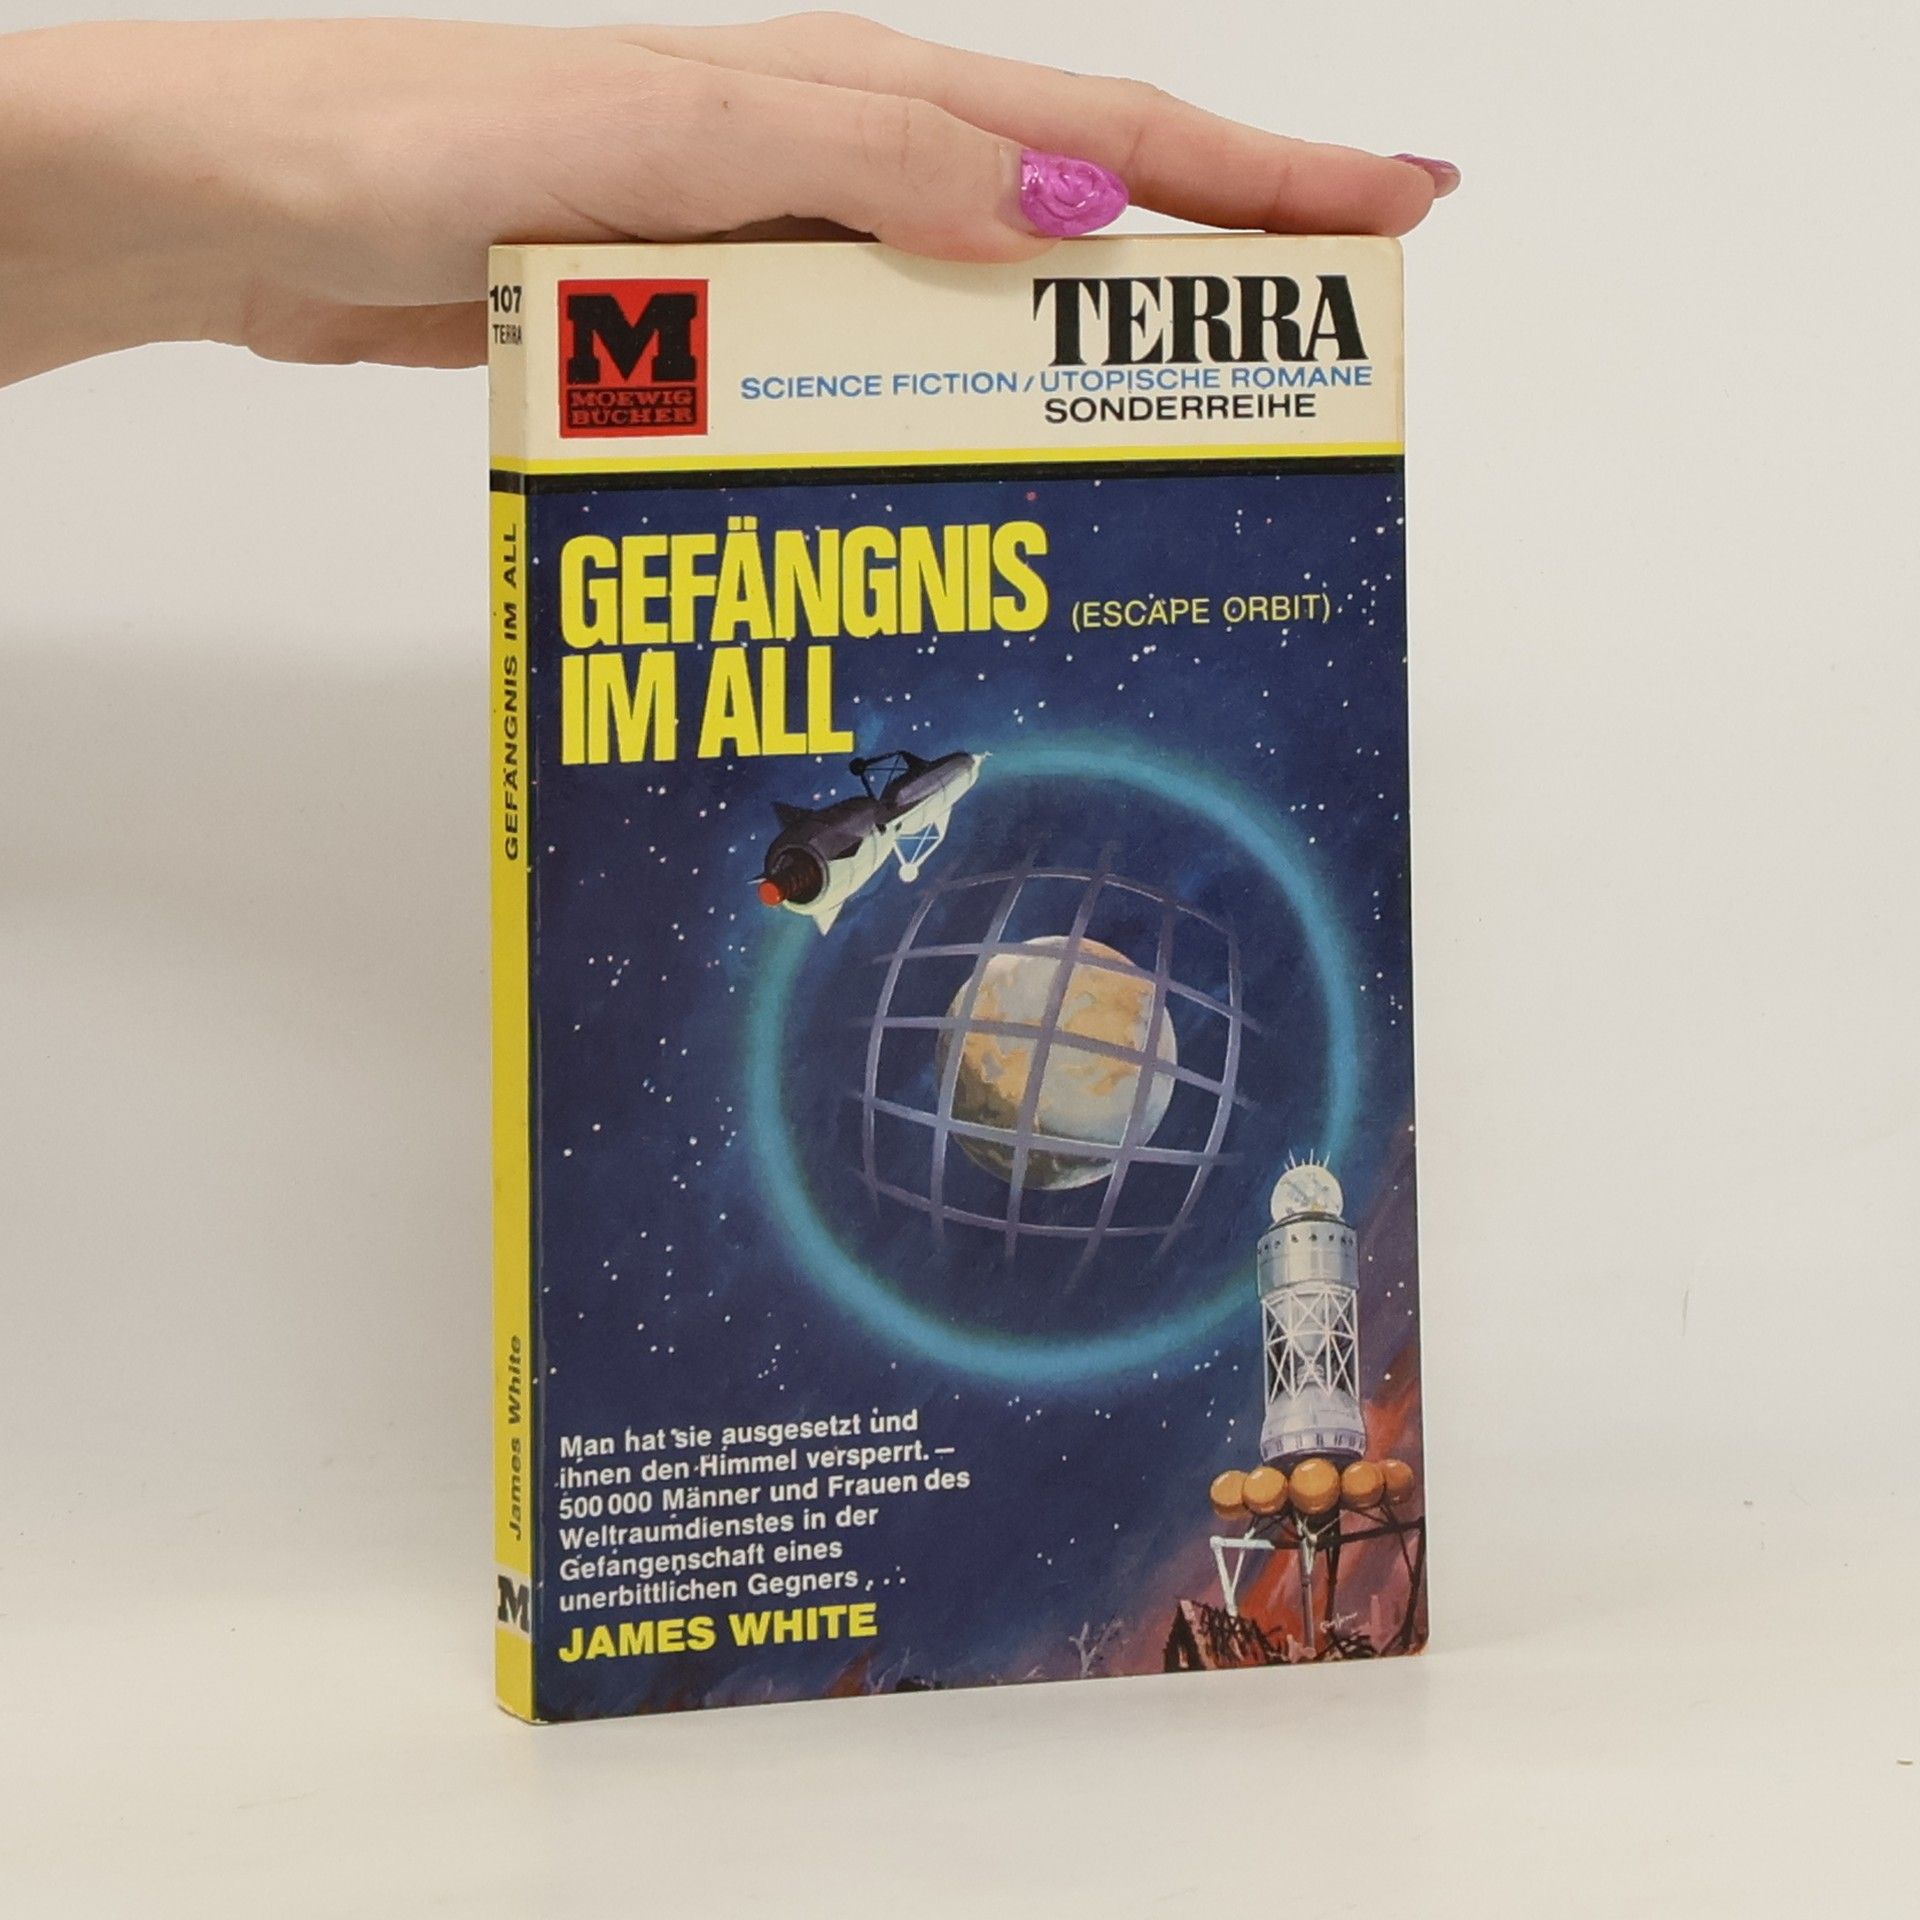 107
TERRA
GEFÄNGNIS IM ALL
James White
M
M
MOEWIG
BÜCHER
TERRA
SCIENCE FICTION/UTOPISCHE ROMANE
SONDERREIHE
GEFÄNGNIS
(ESCAPE ORBIT)
IM ALL
Man hat sie ausgesetzt und
ihnen den Himmel versperrt. —
500 000 Männer und Frauen des
Weltraumdienstes in der
Gefangenschaft eines
unerbittlichen Gegners . . .
JAMES WHITE